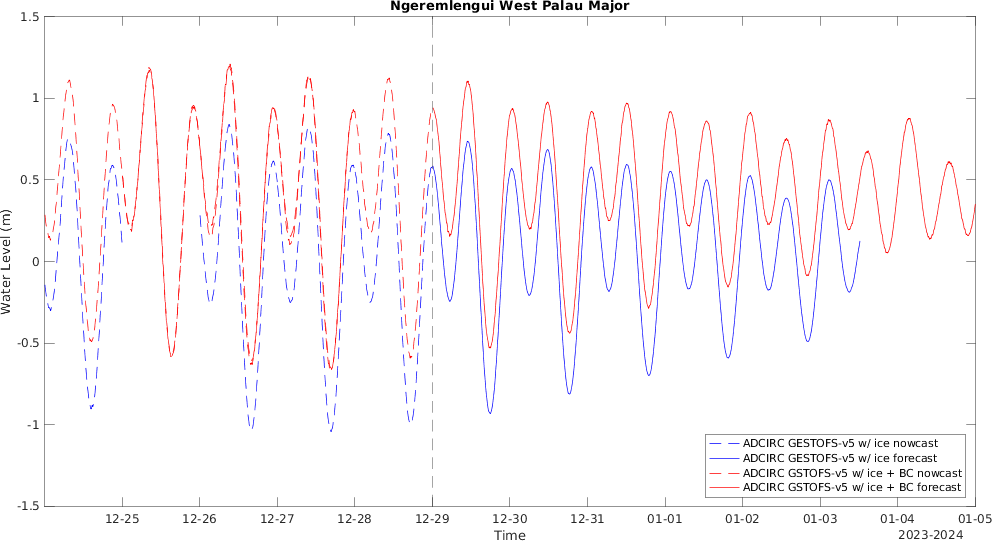 Ngeremlengui West Palau Major
1.5
1
0.5
0
-0.5
-1
-1.5
Water Level (m)
12-25 12-26 12-27 12-28 12-29 12-30 12-31 01-01 01-02 01-03 01-04 01-05
Time
2023-2024
ADCIRC GESTOFS-v5 w/ ice nowcast
ADCIRC GESTOFS-v5 w/ ice forecast
ADCIRC GSTOFS-v5 w/ ice + BC nowcast
ADCIRC GSTOFS-v5 w/ ice + BC forecast